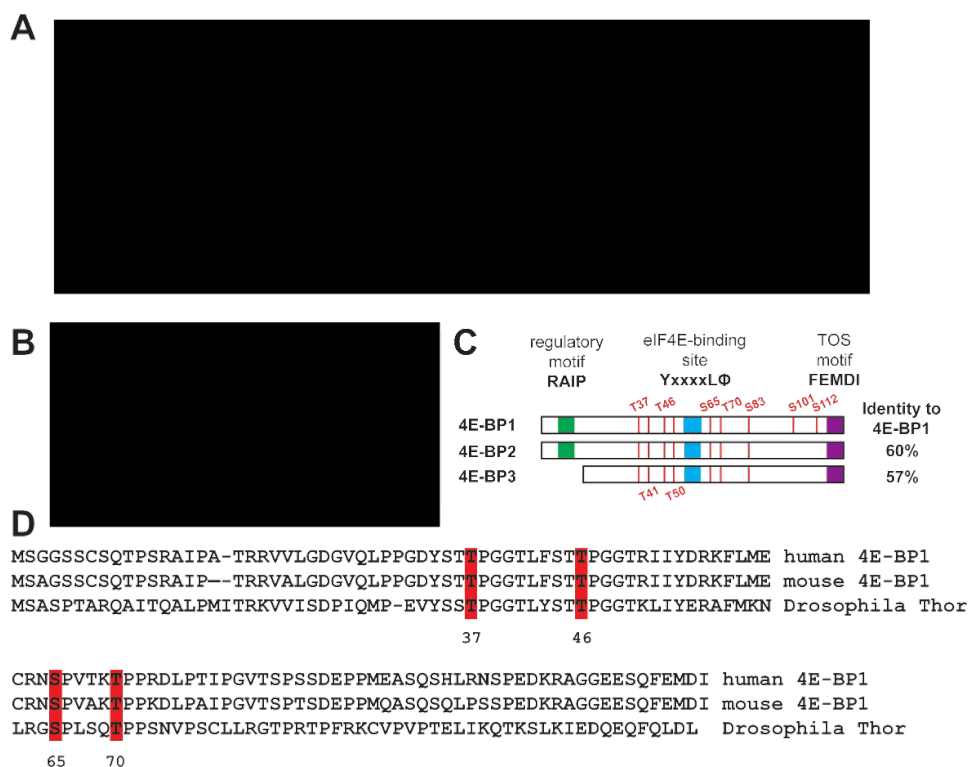 A
B
C
regulatory motif RAIP
eIF4E-binding site YxxxxLΦ
TOS motif FEMDI
T37 T46 S65 T70 S83 S101 S112
Identity to 4E-BP1
4E-BP1
4E-BP2 60%
4E-BP3 57%
T41 T50
D
MSGGSSCSQTPSRAIPA-TRRVVLGDGVQLPPGDYSTTPGGTLFSTTPGGTRIIYDRKFLME human 4E-BP1
MSAGSSCSQTPSRAIP—-TRRVALGDGVQLPPGDYSTTPGGTLFSTTPGGTRIIYDRKFLME mouse 4E-BP1
MSASPTARQAITQALPMITRKVVISDPIQMP-EVYSSTPGGTLYSTTPGGTKLIYERAFMKN Drosophila Thor
37 46
CRNSPVTKTPPRDLPTIPGVTSPSSDEPPMEASQSHLRNSPEDKRAGGEESQFEMDI human 4E-BP1
CRNSPVAKTPPKDLPAIPGVTSPTSDEPPMQASQSQLPSSPEDKRAGGEESQFEMDI mouse 4E-BP1
LRGSPLSQTPPSNVPSCLLRGTPRTPFRKCVPVPTELIKQTKSLKIEDQEQFQLDL Drosophila Thor
65 70